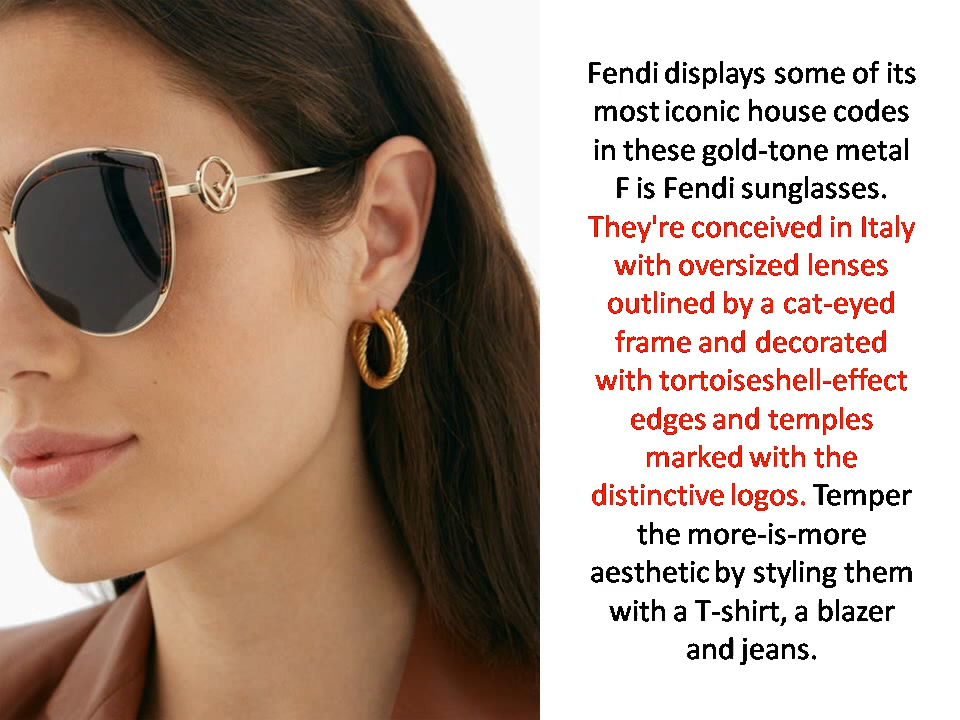 Fendi displays some of its
most iconic house codes
in these gold-tone metal
F is Fendi sunglasses.
They're conceived in Italy
with oversized lenses
outlined by a cat-eyed
frame and decorated
with tortoiseshell-effect
edges and temples
marked with the
distinctive logos. Temper
the more-is-more
aesthetic by styling them
with a T-shirt, a blazer
and jeans.